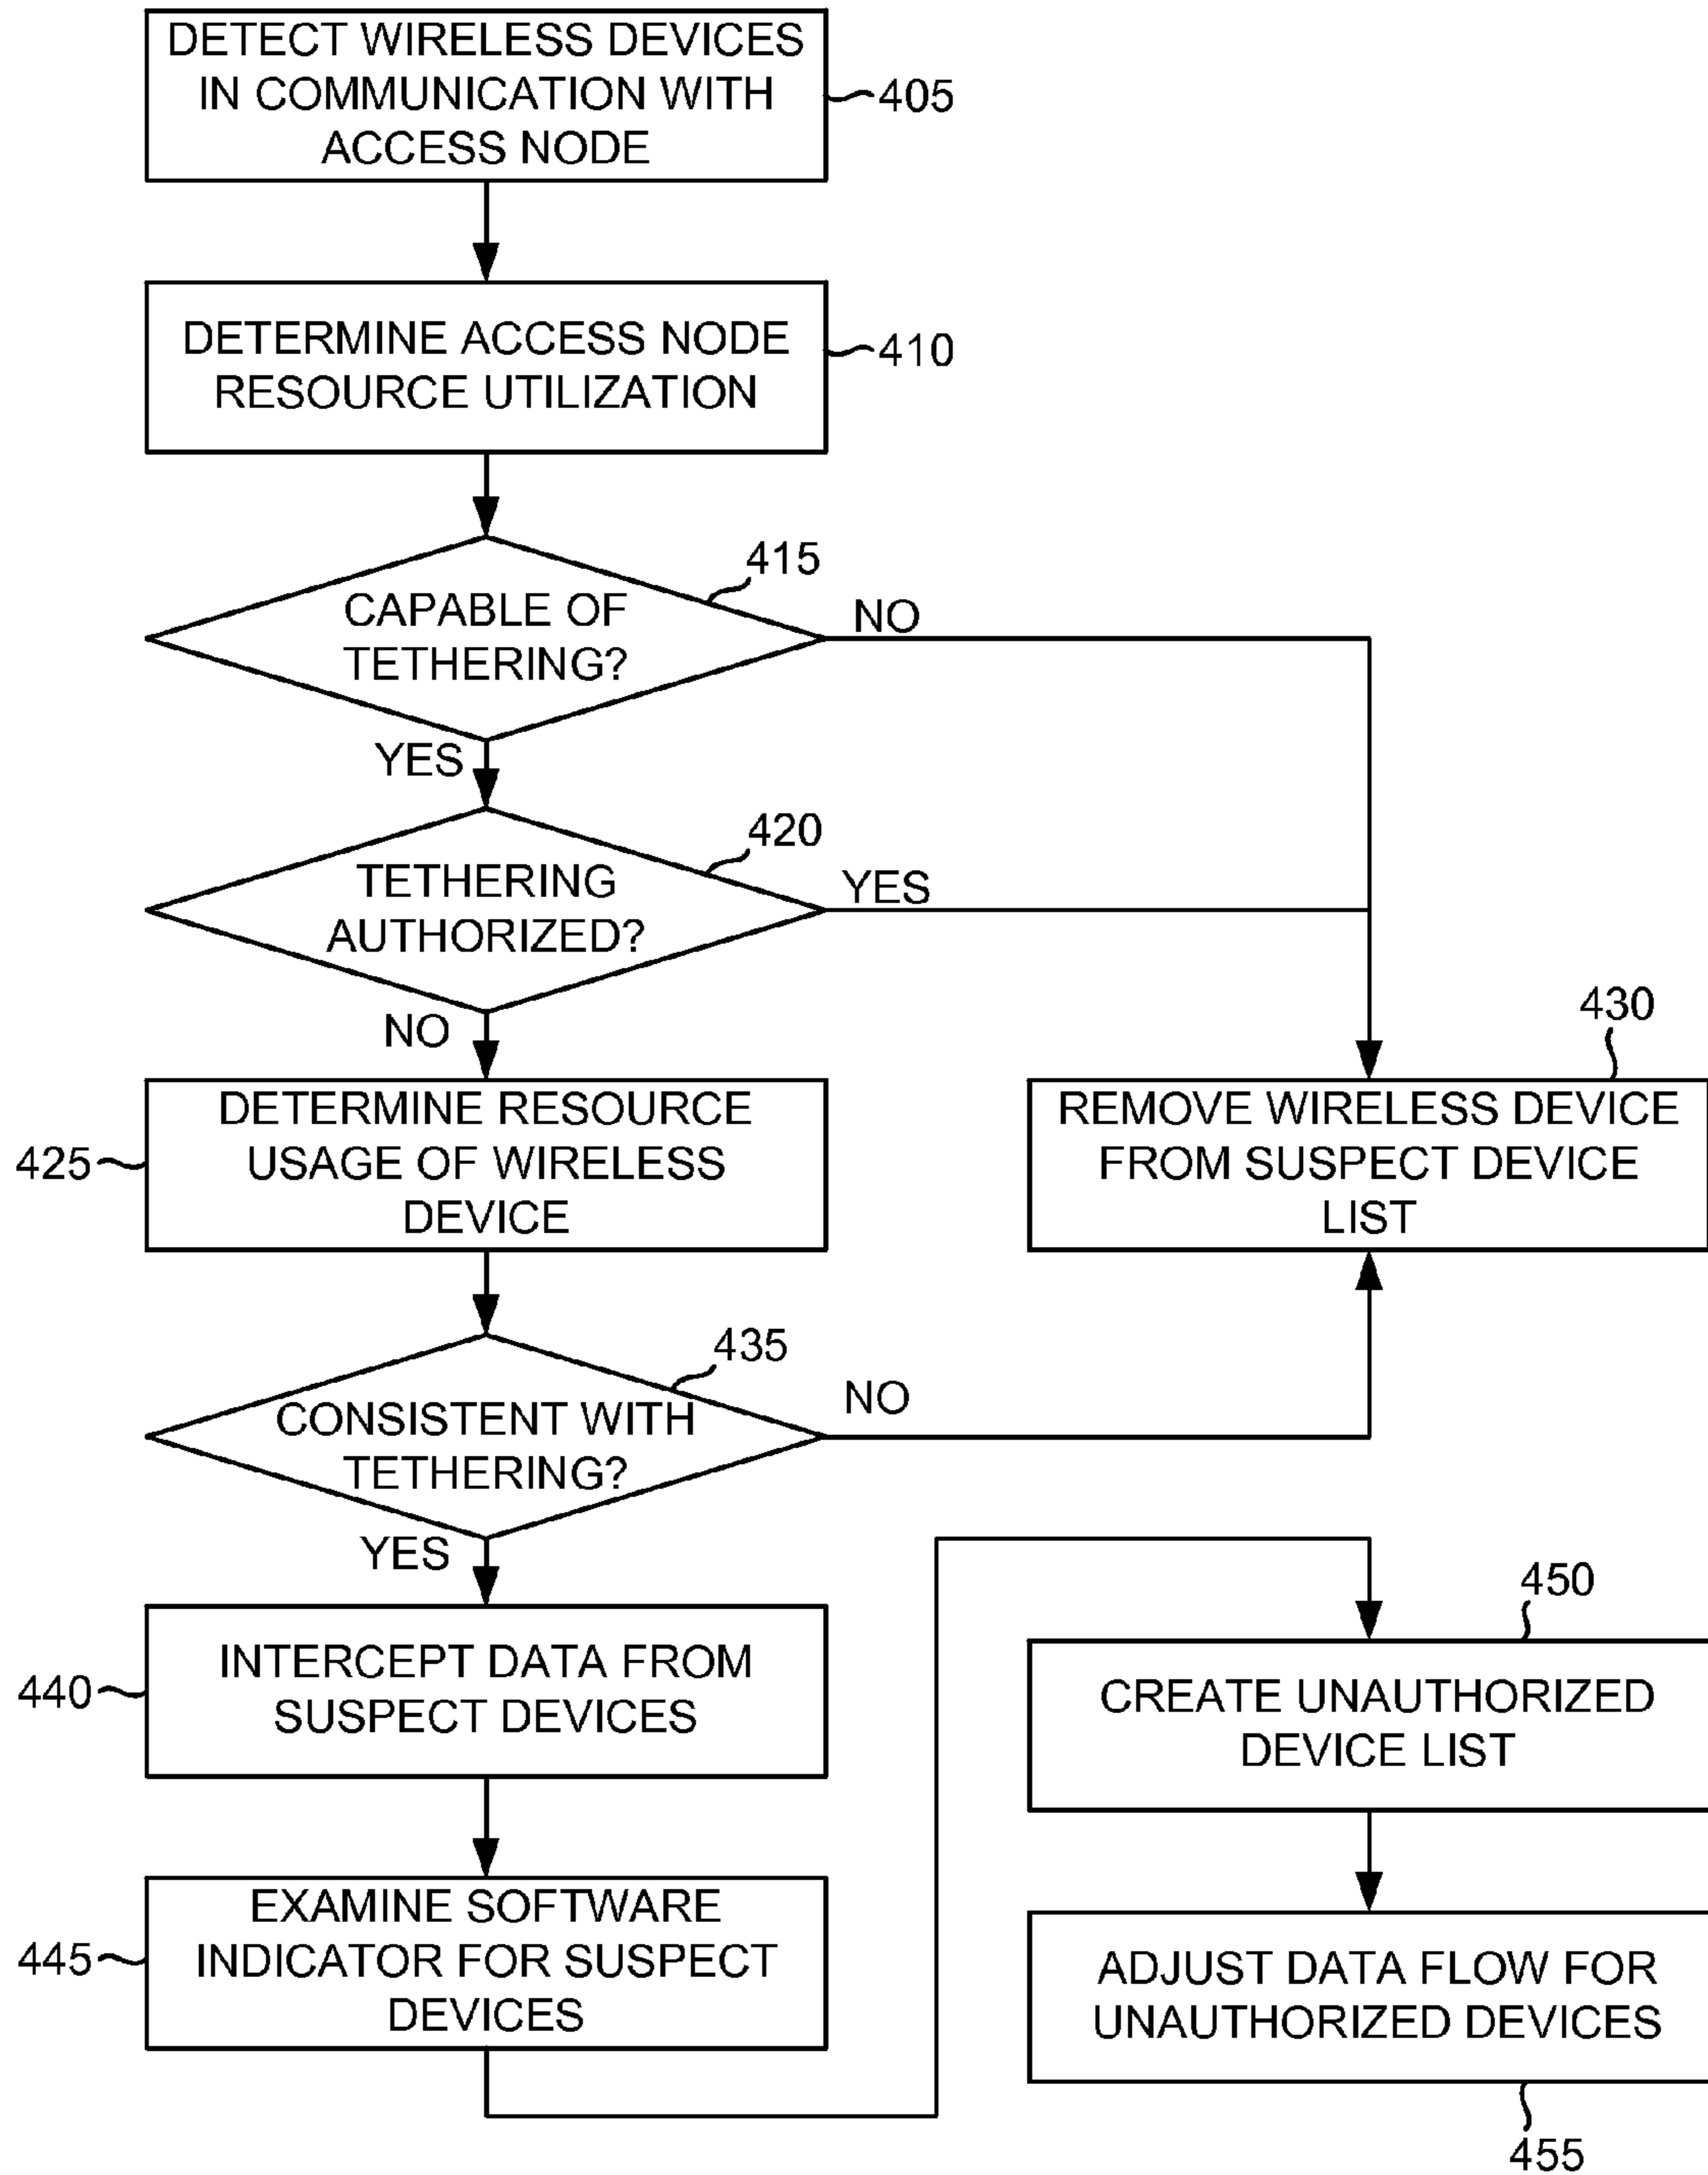 DETECT WIRELESS DEVICES
IN COMMUNICATION WITH
ACCESS NODE
405
DETERMINE ACCESS NODE
RESOURCE UTILIZATION
410
415
CAPABLE OF
TETHERING?
NO
YES
420
TETHERING
AUTHORIZED?
YES
NO
430
425
DETERMINE RESOURCE
USAGE OF WIRELESS
DEVICE
REMOVE WIRELESS DEVICE
FROM SUSPECT DEVICE
LIST
435
CONSISTENT WITH
TETHERING?
NO
YES
440
INTERCEPT DATA FROM
SUSPECT DEVICES
445
EXAMINE SOFTWARE
INDICATOR FOR SUSPECT
DEVICES
450
CREATE UNAUTHORIZED
DEVICE LIST
ADJUST DATA FLOW FOR
UNAUTHORIZED DEVICES
455